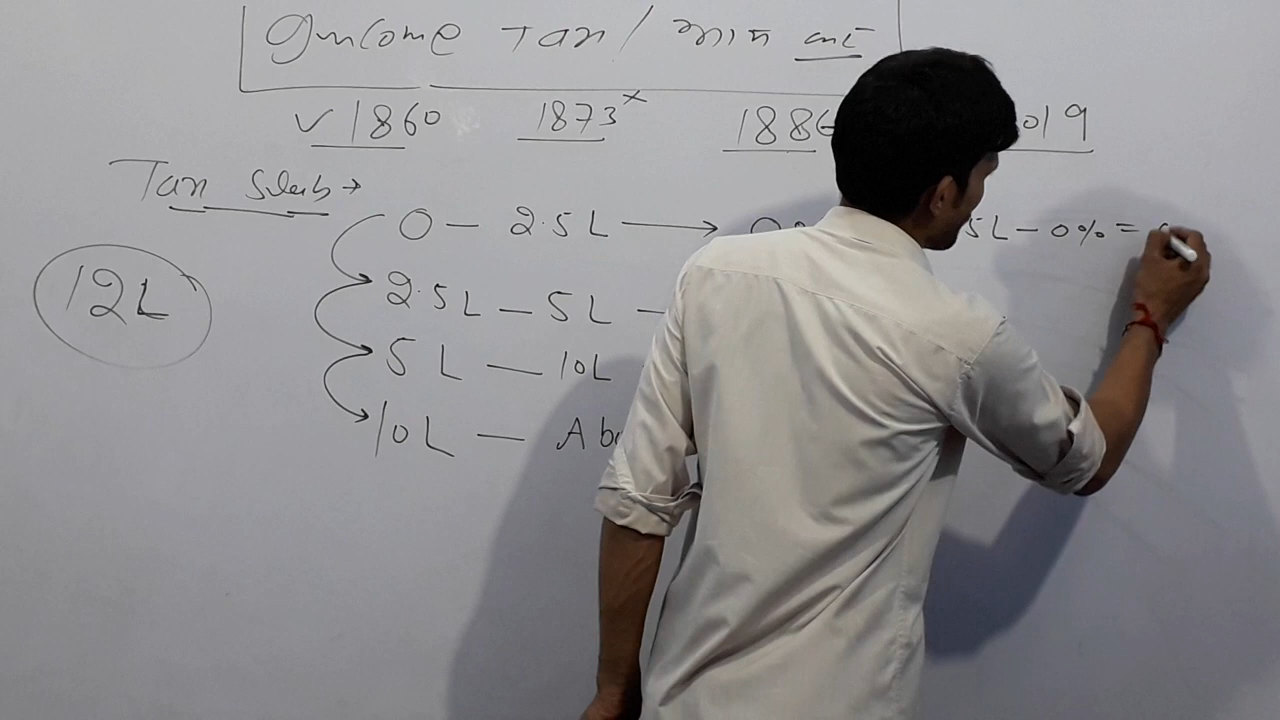 Income Tax / आय कर
✓ 1860 1873 x 1886 019
Tax Slab →
0 — 2.5L → 0% 5L — 0% =
12L
2.5L — 5L —
5L — 10L
10L — Abo